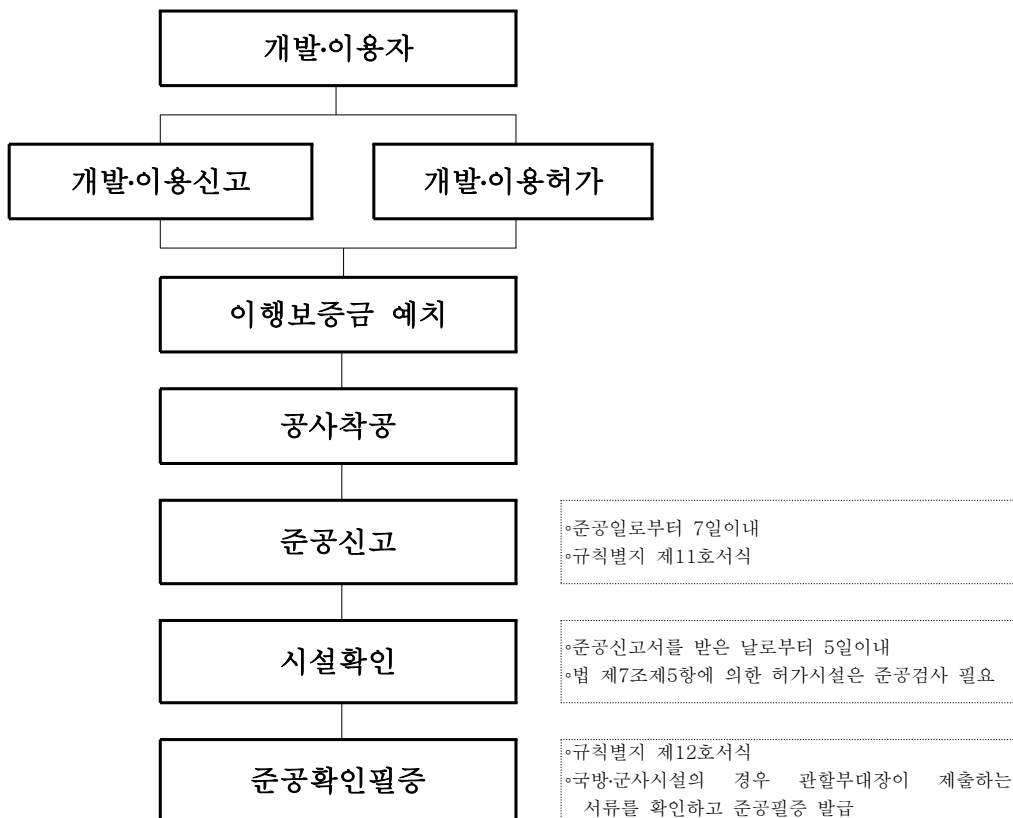 개발·이용자
개발·이용신고
개발·이용허가
이행보증금 예치
공사착공
준공신고
◦준공일로부터 7일이내
◦규칙별지 제11호서식
시설확인
◦준공신고서를 받은 날로부터 5일이내
◦법 제7조제5항에 의한 허가시설은 준공검사 필요
준공확인필증
◦규칙별지 제12호서식
◦국방·군사시설의 경우 관할부대장이 제출하는
서류를 확인하고 준공필증 발급